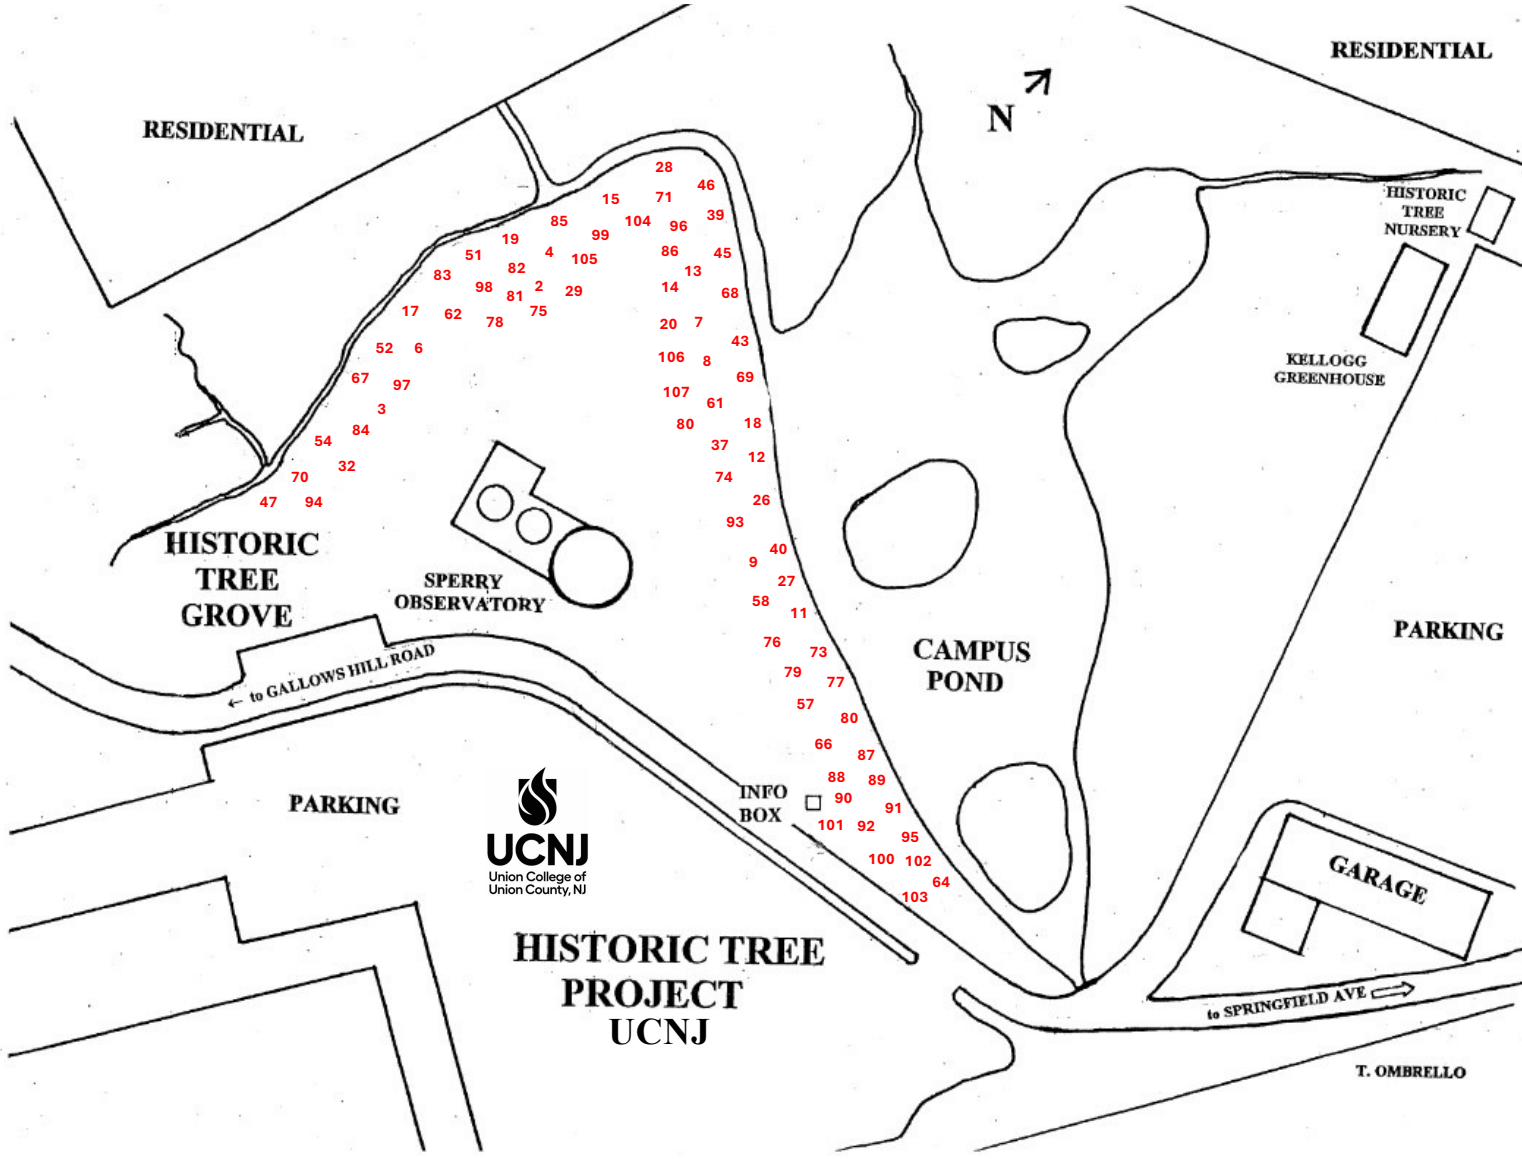 RESIDENTIAL
RESIDENTIAL
N
HISTORIC
TREE
NURSERY
KELLOGG
GREENHOUSE
28
46
15
71
39
85
104
96
99
19
4
86
45
51
105
82
13
83
98
2
14
29
68
81
17
62
75
78
20
7
43
52
6
106
8
67
97
69
107
3
61
18
84
80
54
37
12
32
70
74
47
94
26
93
40
9
27
58
11
76
73
79
77
57
80
66
87
88
89
90
91
101
92
95
100
102
64
103
HISTORIC
TREE
GROVE
SPERRY
OBSERVATORY
← to GALLOWS HILL ROAD
CAMPUS
POND
PARKING
PARKING
INFO
BOX
UCNJ
Union College of
Union County, NJ
GARAGE
HISTORIC TREE
PROJECT
UCNJ
to SPRINGFIELD AVE
T. OMBRELLO